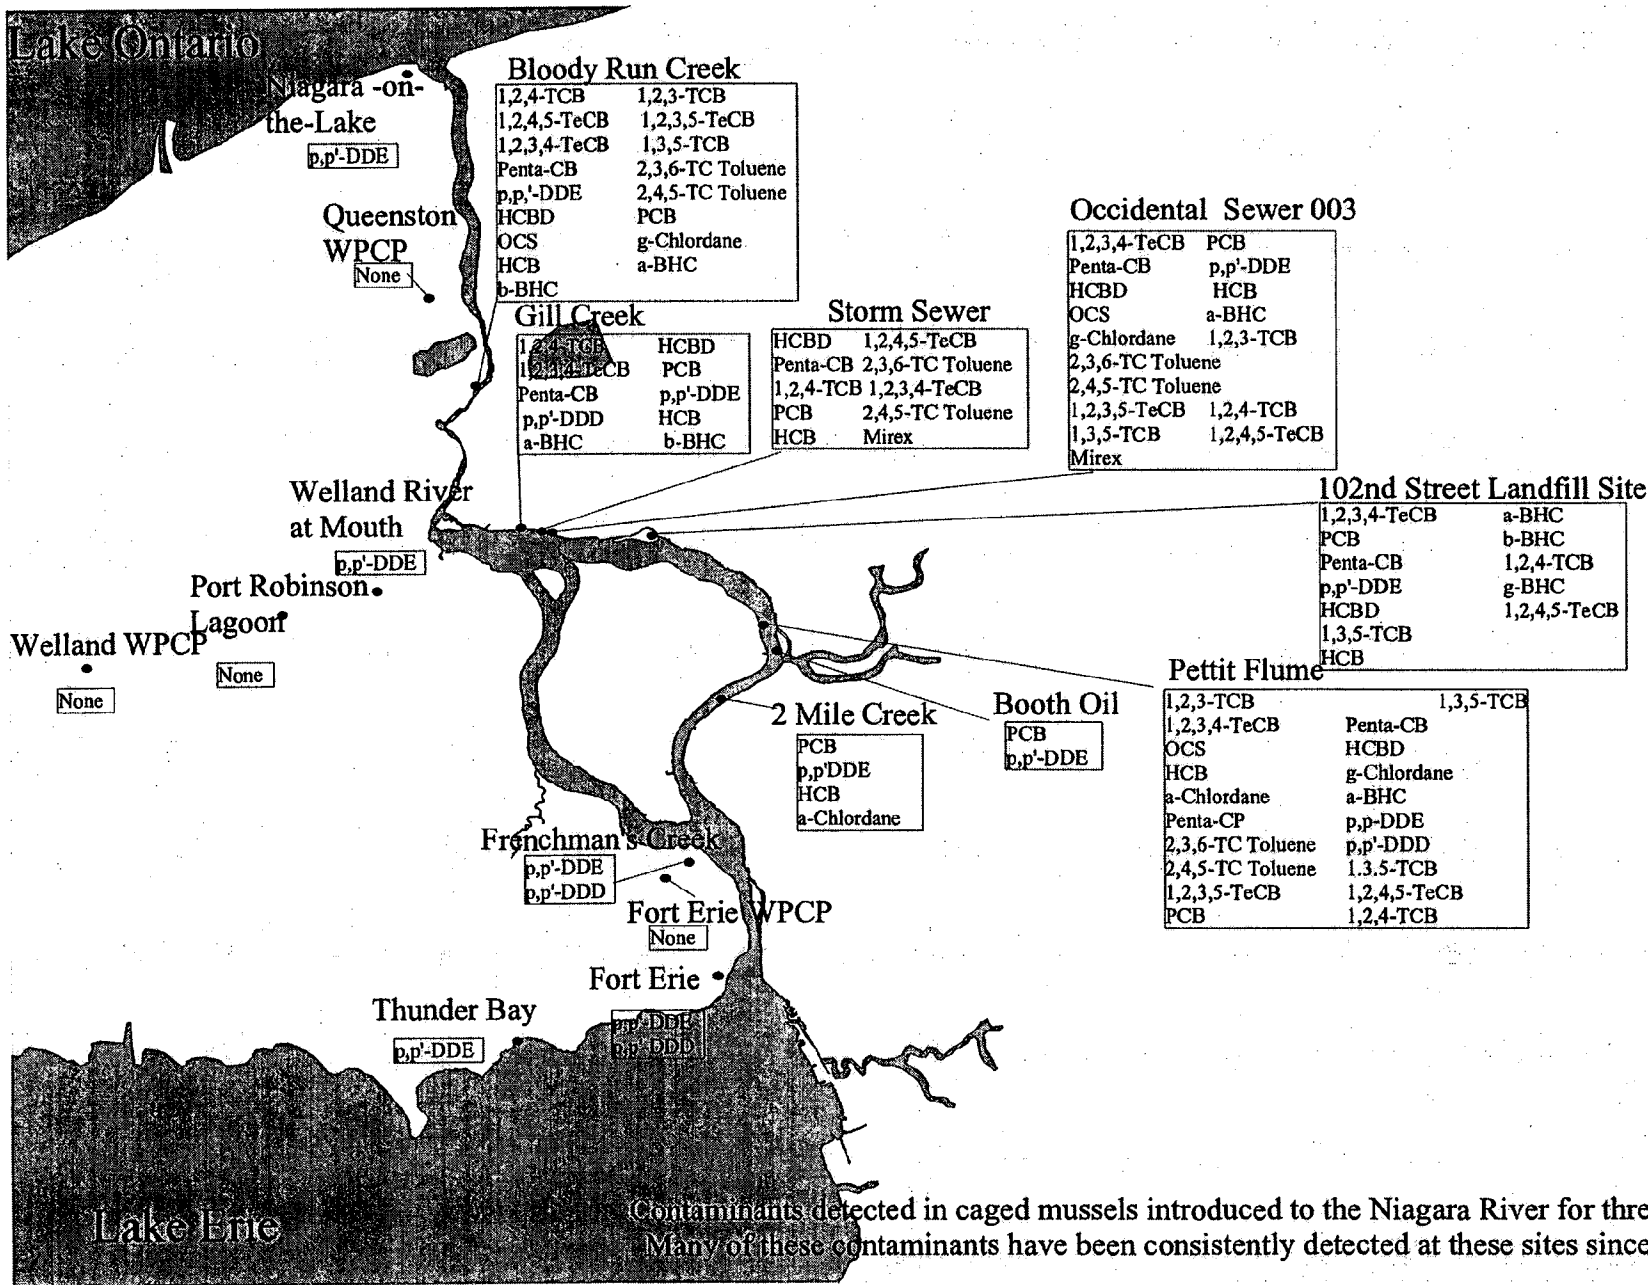 Lake Ontario
Niagara -on-
the-Lake
p,p'-DDE
Queenston
WPCP
None
Bloody Run Creek
1,2,4-TCB 1,2,3-TCB
1,2,4,5-TeCB 1,2,3,5-TeCB
1,2,3,4-TeCB 1,3,5-TCB
Penta-CB 2,3,6-TC Toluene
p,p,'-DDE 2,4,5-TC Toluene
HCBD PCB
OCS g-Chlordane
HCB a-BHC
b-BHC
Gill Creek
1,2,4-TCB HCBD
1,2,3,4-TeCB PCB
Penta-CB p,p'-DDE
p,p'-DDD HCB
a-BHC b-BHC
Storm Sewer
HCBD 1,2,4,5-TeCB
Penta-CB 2,3,6-TC Toluene
1,2,4-TCB 1,2,3,4-TeCB
PCB 2,4,5-TC Toluene
HCB Mirex
Occidental Sewer 003
1,2,3,4-TeCB PCB
Penta-CB p,p'-DDE
HCBD HCB
OCS a-BHC
g-Chlordane 1,2,3-TCB
2,3,6-TC Toluene
2,4,5-TC Toluene
1,2,3,5-TeCB 1,2,4-TCB
1,3,5-TCB 1,2,4,5-TeCB
Mirex
102nd Street Landfill Site
1,2,3,4-TeCB a-BHC
PCB b-BHC
Penta-CB 1,2,4-TCB
p,p'-DDE g-BHC
HCBD 1,2,4,5-TeCB
1,3,5-TCB
HCB
Welland River
at Mouth
p,p'-DDE
Port Robinson
Lagoon
None
Welland WPCP
None
Pettit Flume
1,2,3-TCB 1,3,5-TCB
1,2,3,4-TeCB Penta-CB
OCS HCBD
HCB g-Chlordane
a-Chlordane a-BHC
Penta-CP p,p-DDE
2,3,6-TC Toluene p,p'-DDD
2,4,5-TC Toluene 1.3.5-TCB
1,2,3,5-TeCB 1,2,4,5-TeCB
PCB 1,2,4-TCB
Booth Oil
PCB
p,p'-DDE
2 Mile Creek
PCB
p,p'DDE
HCB
a-Chlordane
Frenchman's Creek
p,p'-DDE
p,p'-DDD
Fort Erie WPCP
None
Fort Erie
p,p'-DDE
p,p'-DDD
Thunder Bay
p,p'-DDE
Lake Erie
Contaminants detected in caged mussels introduced to the Niagara River for thre
Many of these contaminants have been consistently detected at these sites since